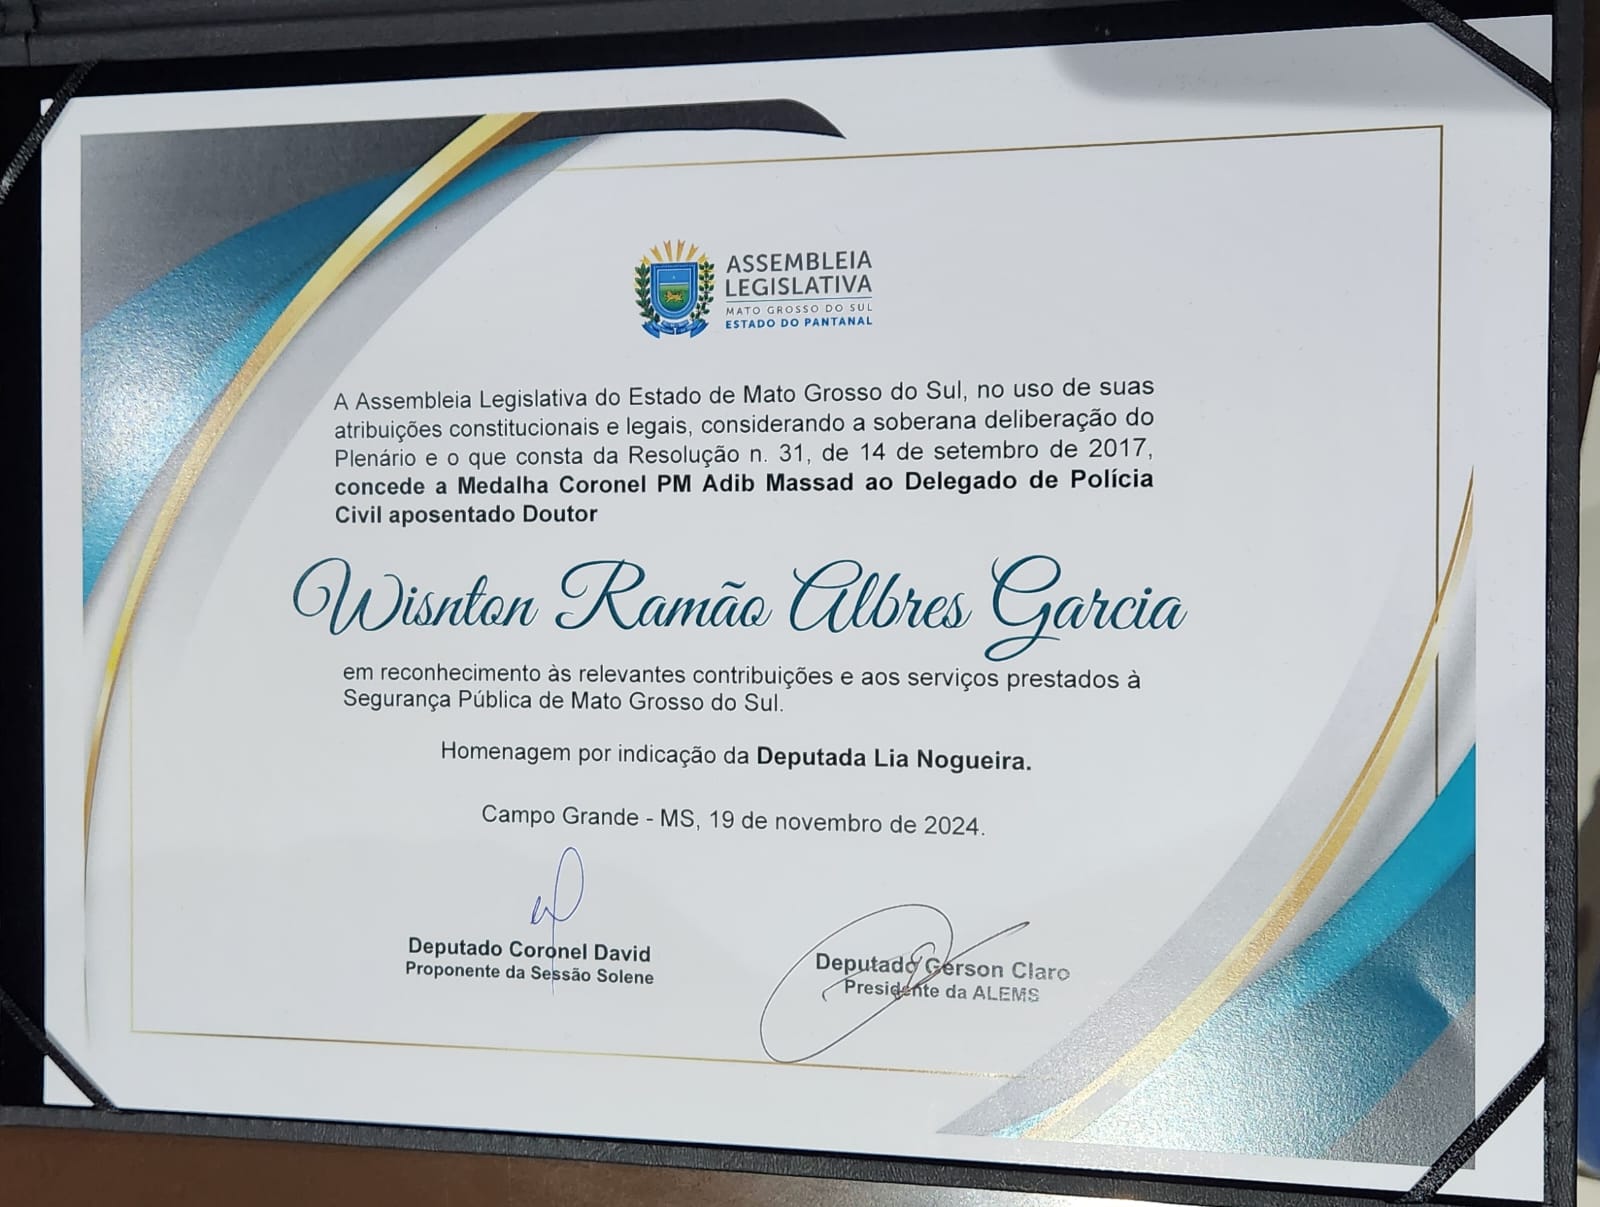 ASSEMBLEIA
LEGISLATIVA
MATO GROSSO DO SUL
ESTADO DO PANTANAL
A Assembleia Legislativa do Estado de Mato Grosso do Sul, no uso de suas
atribuições constitucionais e legais, considerando a soberana deliberação do
Plenário e o que consta da Resolução n. 31, de 14 de setembro de 2017,
concede a Medalha Coronel PM Adib Massad ao Delegado de Polícia
Civil aposentado Doutor
Wisnton Ramão Albres Garcia
em reconhecimento às relevantes contribuições e aos serviços prestados à
Segurança Pública de Mato Grosso do Sul.
Homenagem por indicação da Deputada Lia Nogueira.
Campo Grande - MS, 19 de novembro de 2024.
Deputado Coronel David
Proponente da Sessão Solene
Deputado Gerson Claro
Presidente da ALEMS